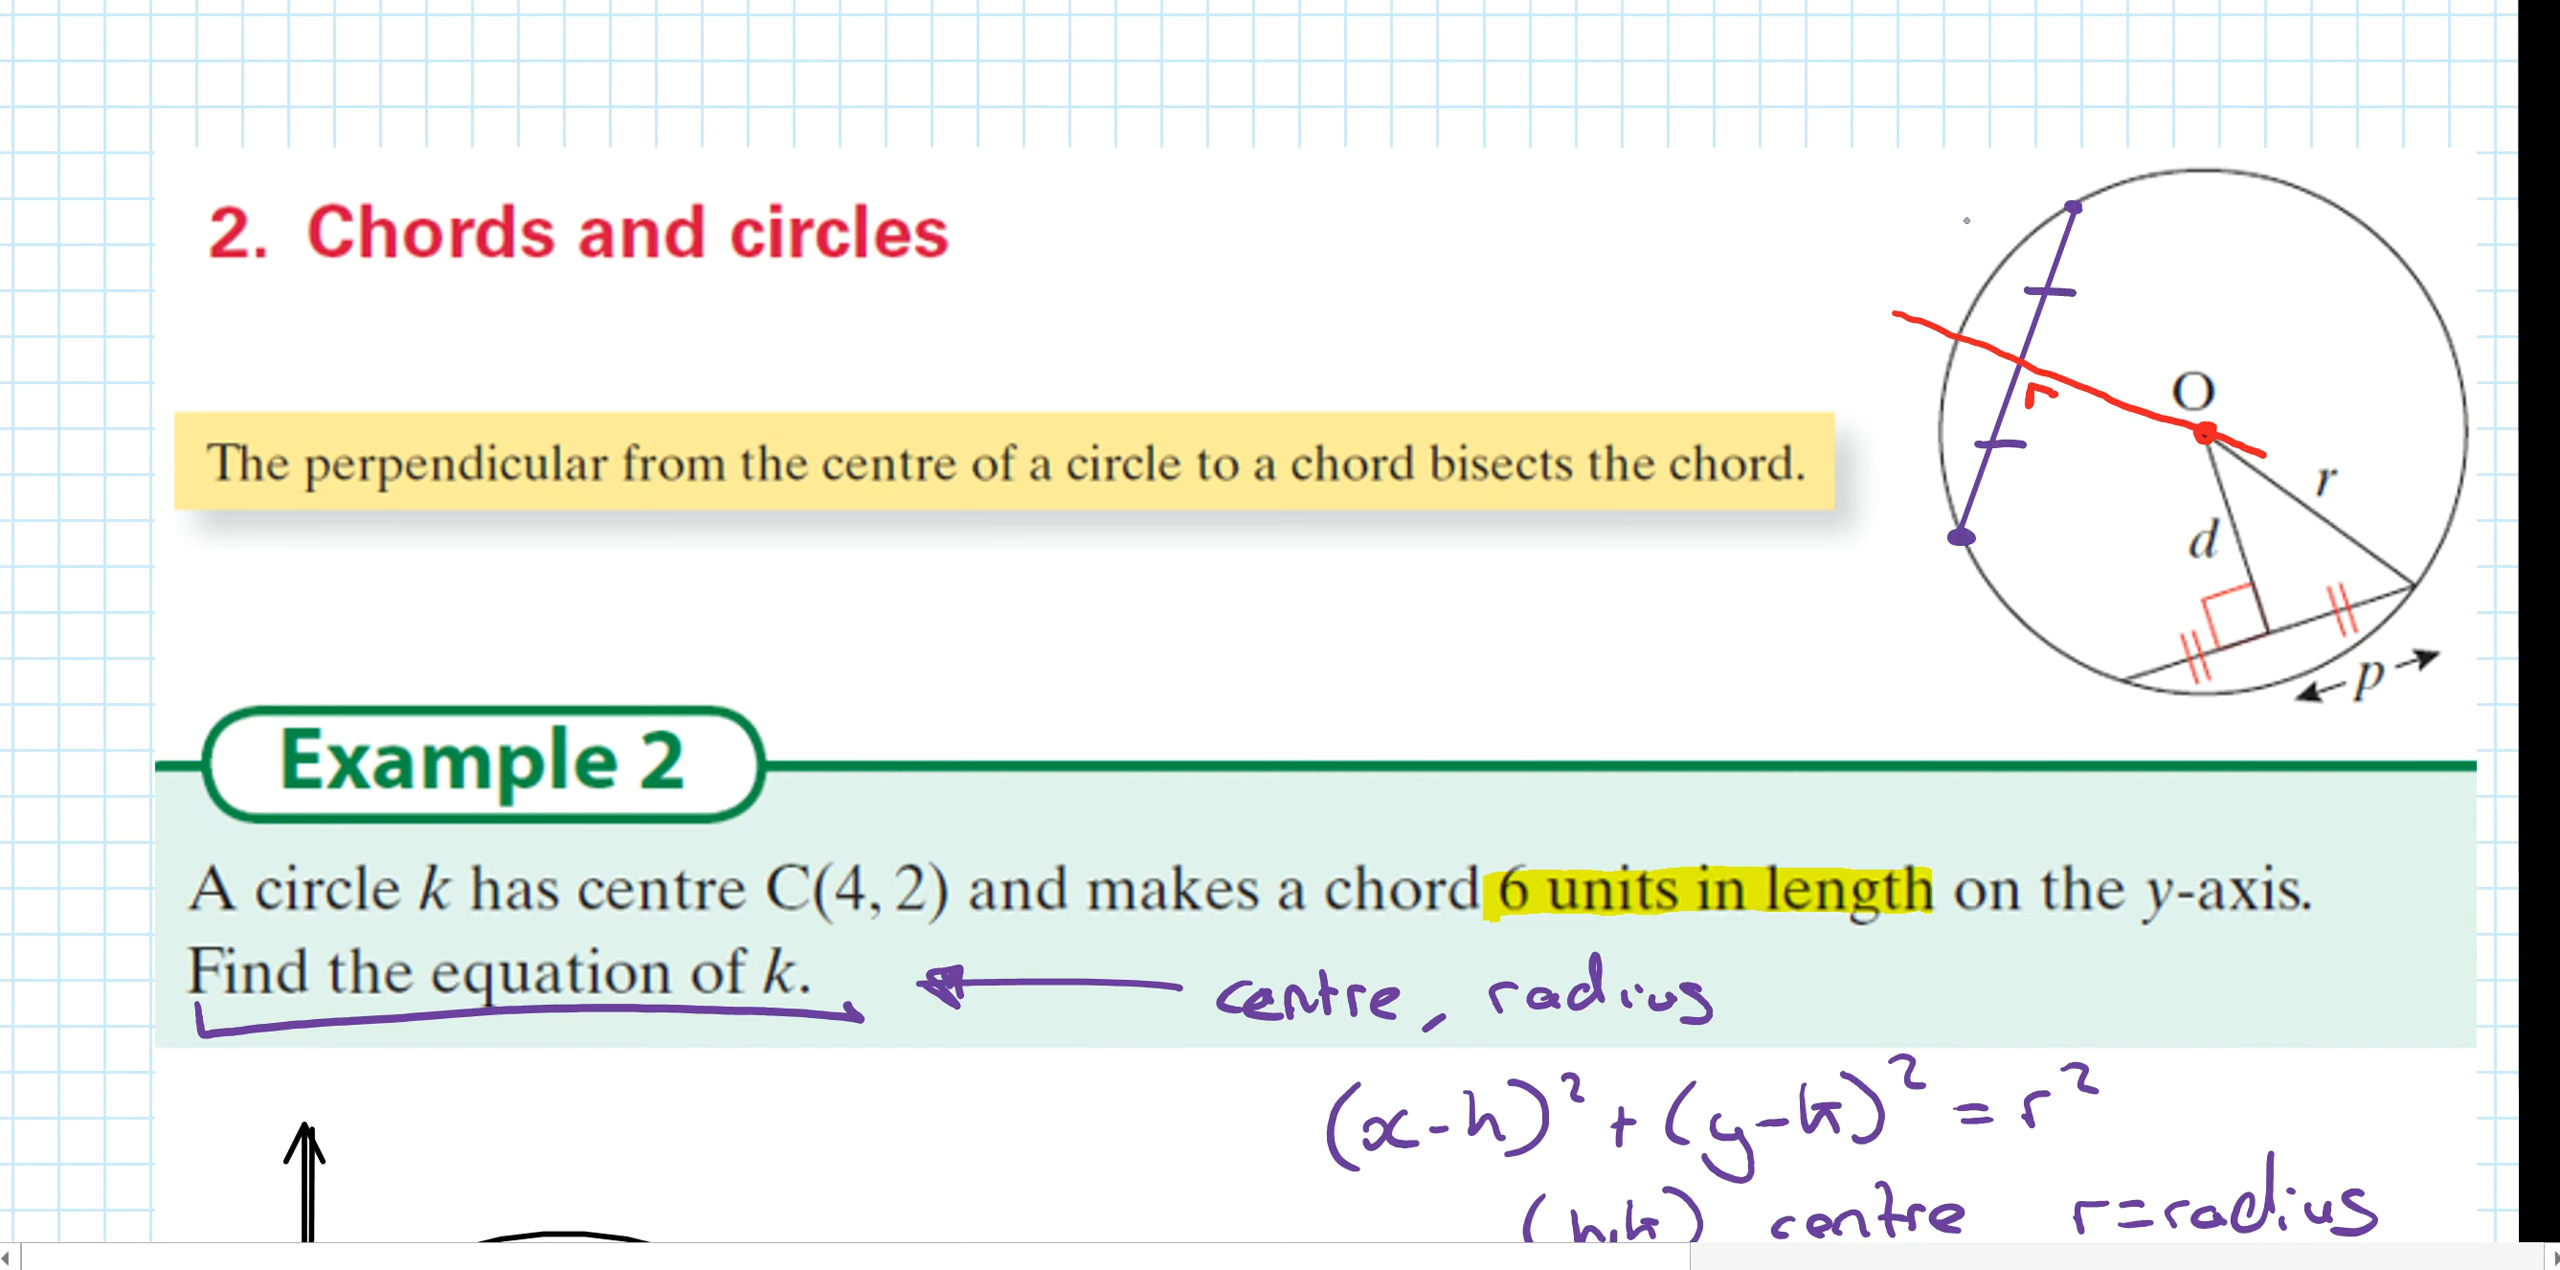 2. Chords and circles
The perpendicular from the centre of a circle to a chord bisects the chord.
O
r
d
p
Example 2
A circle k has centre C(4, 2) and makes a chord 6 units in length on the y-axis.
Find the equation of k.
centre, radius
(x-h)² + (y-k)² = r²
(h,k) centre r=radius